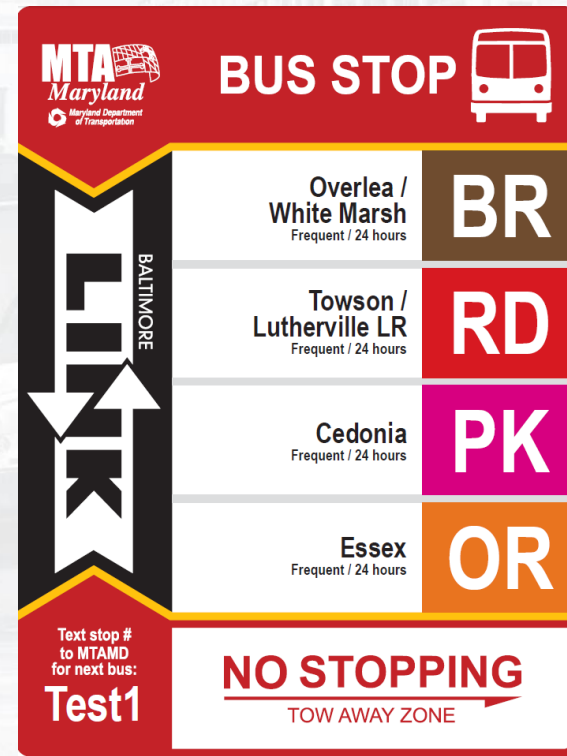 MTA
Maryland
Maryland Department
of Transportation
BUS STOP
BALTIMORE
LINK
Overlea /
White Marsh
Frequent / 24 hours
BR
Towson /
Lutherville LR
Frequent / 24 hours
RD
Cedonia
Frequent / 24 hours
PK
Essex
Frequent / 24 hours
OR
Text stop #
to MTAMD
for next bus:
Test1
NO STOPPING
TOW AWAY ZONE